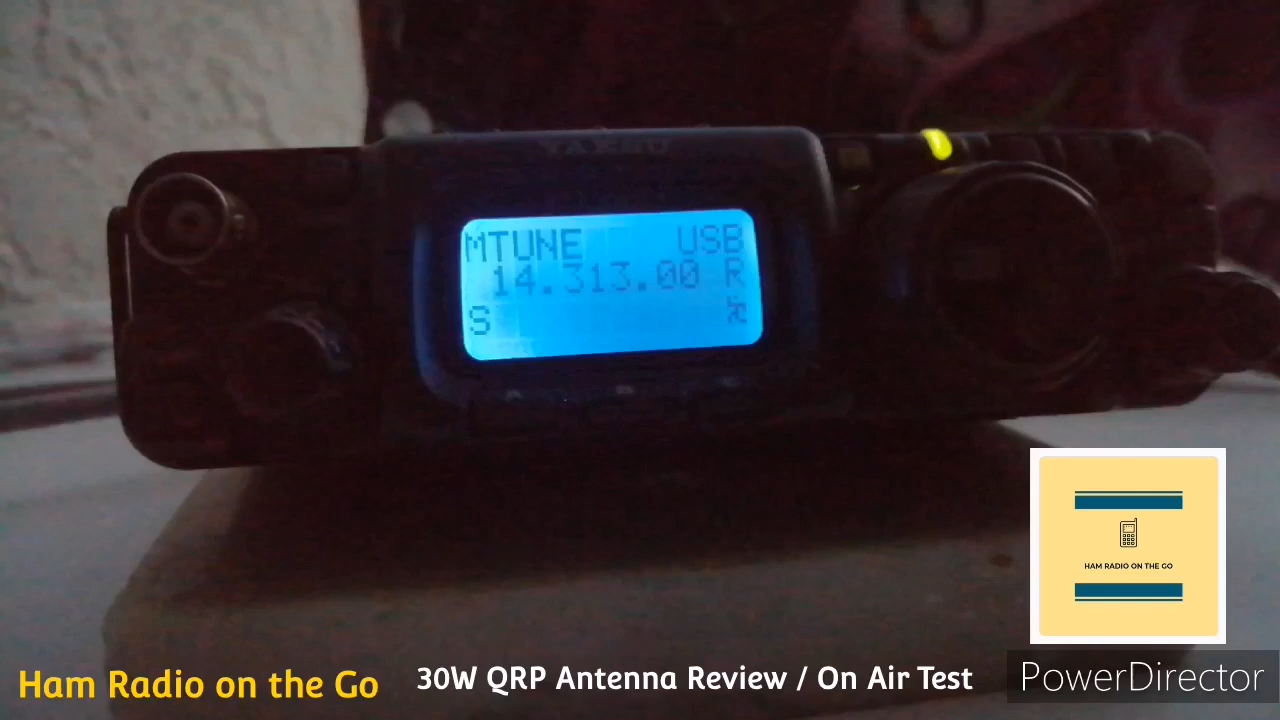 YAESU
MTUNE USB
14.313.00 R
S
HAM RADIO ON THE GO
Ham Radio on the Go
30W QRP Antenna Review / On Air Test
PowerDirector